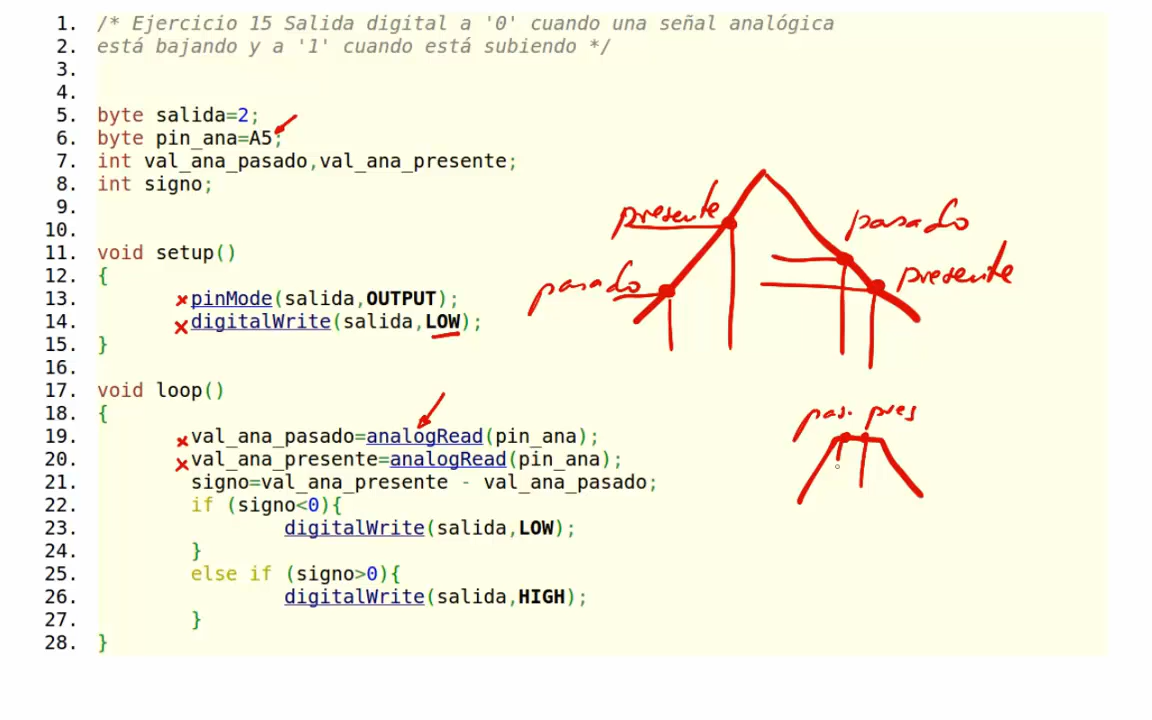 1. /* Ejercicio 15 Salida digital a '0' cuando una señal analógica
2. está bajando y a '1' cuando está subiendo */
3.
4.
5. byte salida=2;
6. byte pin_ana=A5;
7. int val_ana_pasado,val_ana_presente;
8. int signo;
9.
10.
11. void setup()
12. {
13. pinMode(salida,OUTPUT);
14. digitalWrite(salida,LOW);
15. }
16.
17. void loop()
18. {
19. val_ana_pasado=analogRead(pin_ana);
20. val_ana_presente=analogRead(pin_ana);
21. signo=val_ana_presente - val_ana_pasado;
22. if (signo<0){
23. digitalWrite(salida,LOW);
24. }
25. else if (signo>0){
26. digitalWrite(salida,HIGH);
27. }
28. }
presente
pasado
pasado
presente
pas. pres